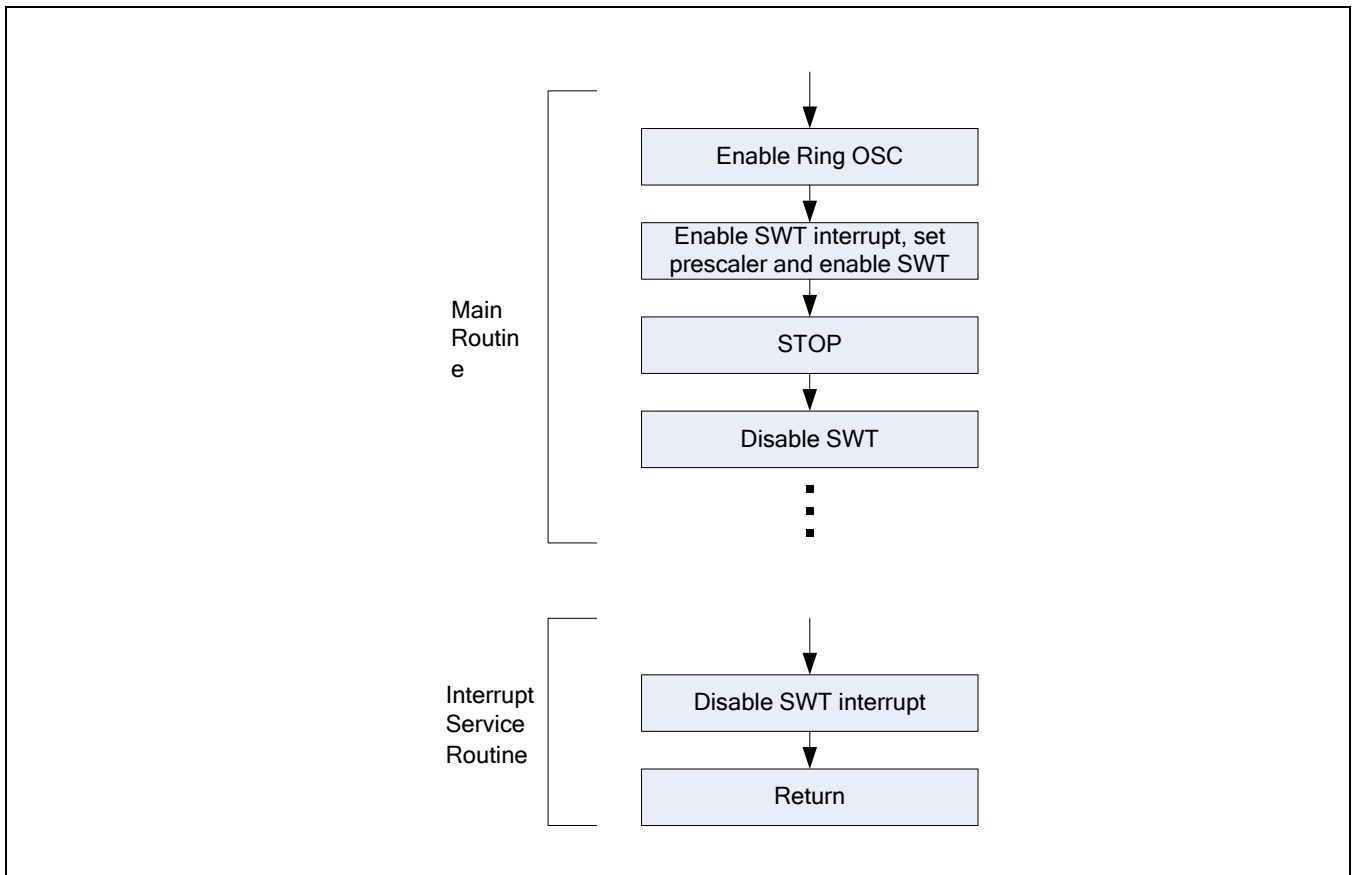 Enable Ring OSC
Enable SWT interrupt, set
prescaler and enable SWT
Main
Routin
e
STOP
Disable SWT
Interrupt
Service
Routine
Disable SWT interrupt
Return